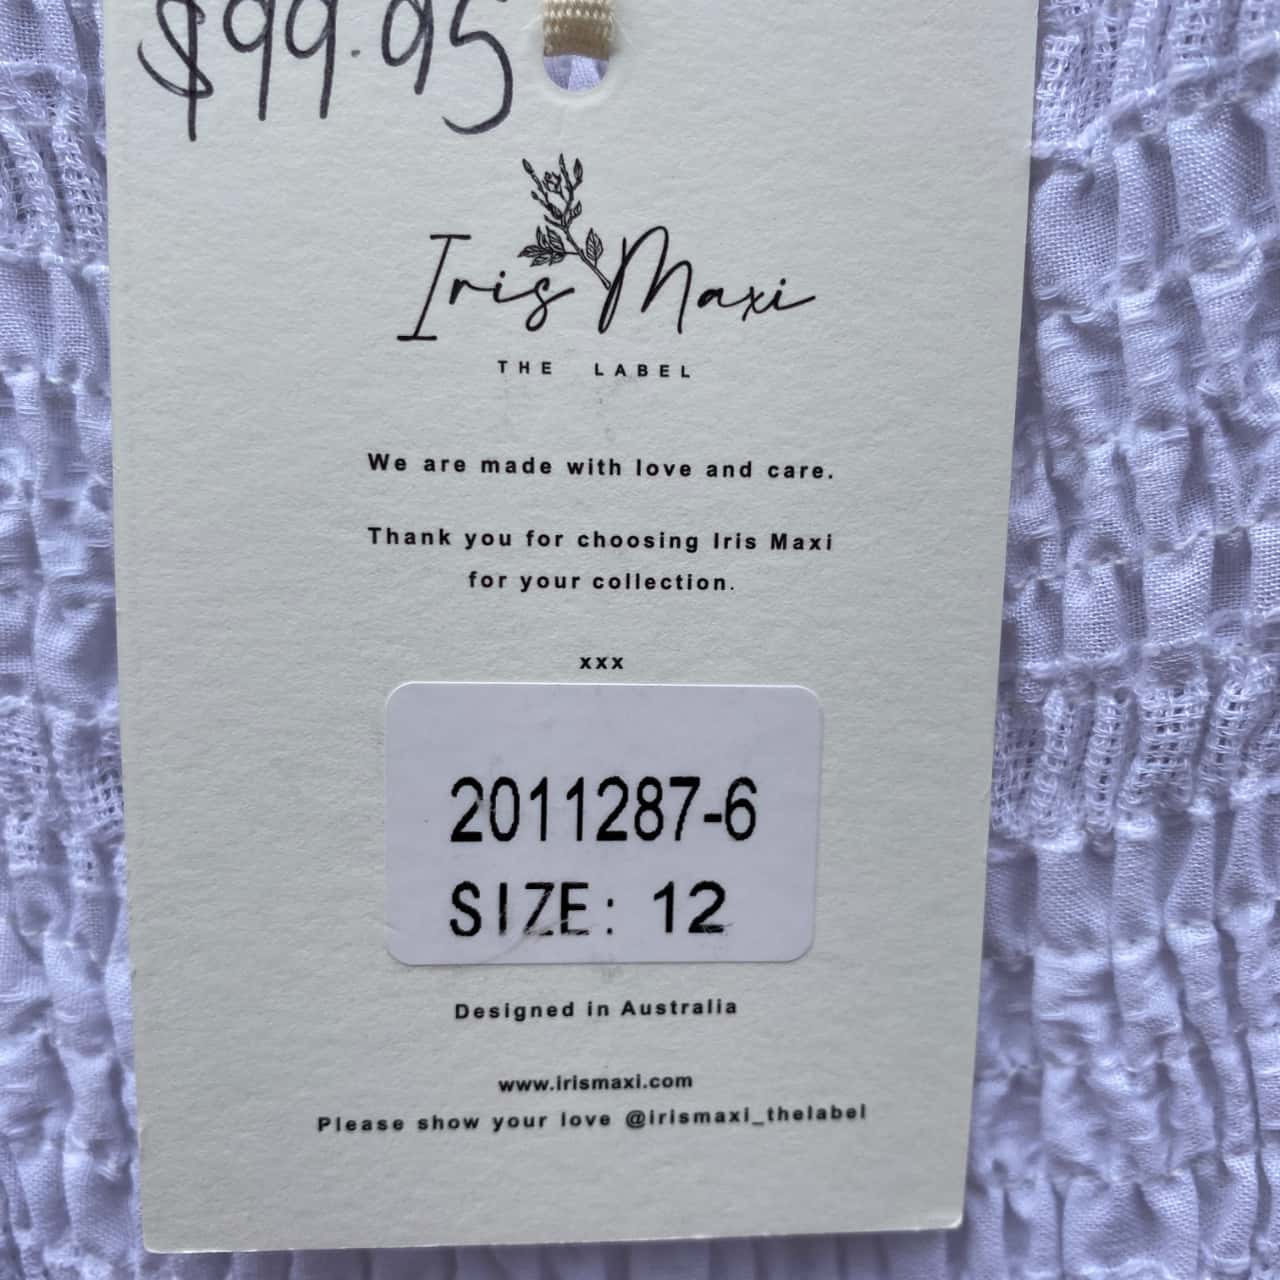 $99.95
Iris Maxi
THE LABEL
We are made with love and care.
Thank you for choosing Iris Maxi
for your collection.
xxx
2011287-6
SIZE: 12
Designed in Australia
www.irismaxi.com
Please show your love @irismaxi_thelabel